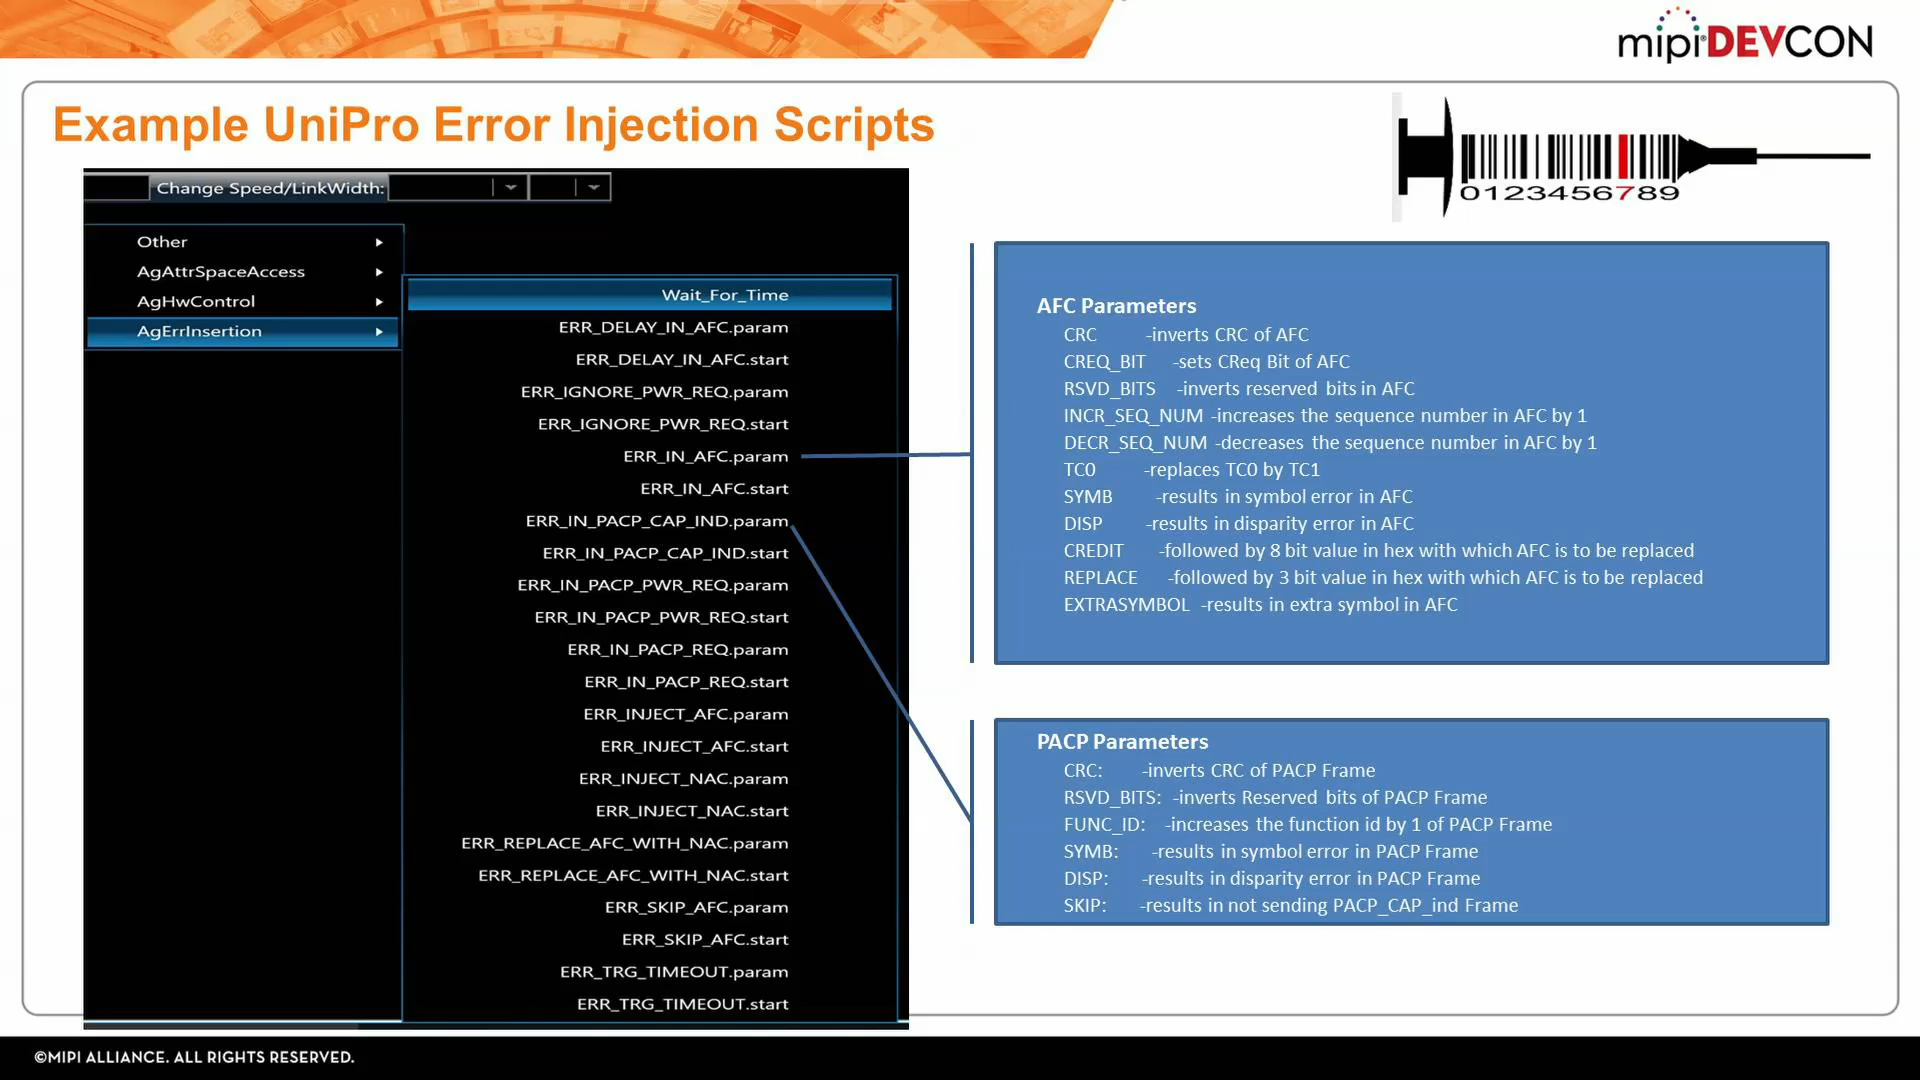 mipi® DEVCON
Example UniPro Error Injection Scripts
0123456789
Change Speed/LinkWidth:
Other
AgAttrSpaceAccess
AgHwControl
AgErrInsertion
Wait_For_Time
ERR_DELAY_IN_AFC.param
ERR_DELAY_IN_AFC.start
ERR_IGNORE_PWR_REQ.param
ERR_IGNORE_PWR_REQ.start
ERR_IN_AFC.param
ERR_IN_AFC.start
ERR_IN_PACP_CAP_IND.param
ERR_IN_PACP_CAP_IND.start
ERR_IN_PACP_PWR_REQ.param
ERR_IN_PACP_PWR_REQ.start
ERR_IN_PACP_REQ.param
ERR_IN_PACP_REQ.start
ERR_INJECT_AFC.param
ERR_INJECT_AFC.start
ERR_INJECT_NAC.param
ERR_INJECT_NAC.start
ERR_REPLACE_AFC_WITH_NAC.param
ERR_REPLACE_AFC_WITH_NAC.start
ERR_SKIP_AFC.param
ERR_SKIP_AFC.start
ERR_TRG_TIMEOUT.param
ERR_TRG_TIMEOUT.start
AFC Parameters
CRC -inverts CRC of AFC
CREQ_BIT -sets CReq Bit of AFC
RSVD_BITS -inverts reserved bits in AFC
INCR_SEQ_NUM -increases the sequence number in AFC by 1
DECR_SEQ_NUM -decreases the sequence number in AFC by 1
TC0 -replaces TC0 by TC1
SYMB -results in symbol error in AFC
DISP -results in disparity error in AFC
CREDIT -followed by 8 bit value in hex with which AFC is to be replaced
REPLACE -followed by 3 bit value in hex with which AFC is to be replaced
EXTRASYMBOL -results in extra symbol in AFC
PACP Parameters
CRC: -inverts CRC of PACP Frame
RSVD_BITS: -inverts Reserved bits of PACP Frame
FUNC_ID: -increases the function id by 1 of PACP Frame
SYMB: -results in symbol error in PACP Frame
DISP: -results in disparity error in PACP Frame
SKIP: -results in not sending PACP_CAP_ind Frame
©MIPI ALLIANCE. ALL RIGHTS RESERVED.